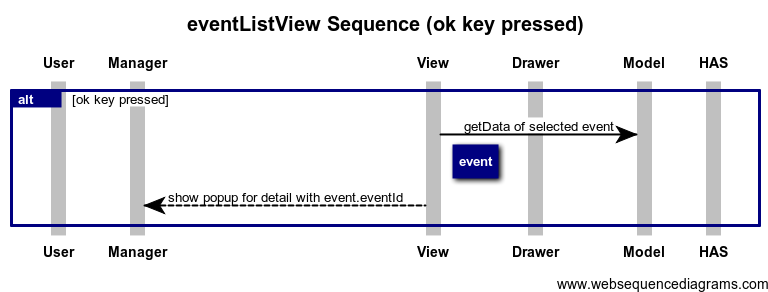 eventListView Sequence (ok key pressed)
User Manager View Drawer Model HAS
alt [ok key pressed]
getData of selected event
event
show popup for detail with event.eventId
User Manager View Drawer Model HAS
www.websequencediagrams.com